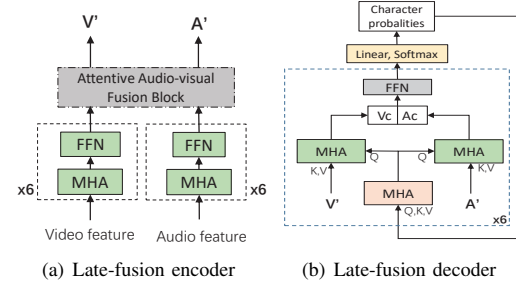 V'
A'
Attentive Audio-visual
Fusion Block
FFN
FFN
MHA
MHA
x6
x6
Video feature
Audio feature
(a) Late-fusion encoder
Character
probalities
Linear, Softmax
FFN
Vc
Ac
MHA
MHA
Q
Q
K,V
K,V
V'
A'
MHA
Q,K,V
x6
(b) Late-fusion decoder